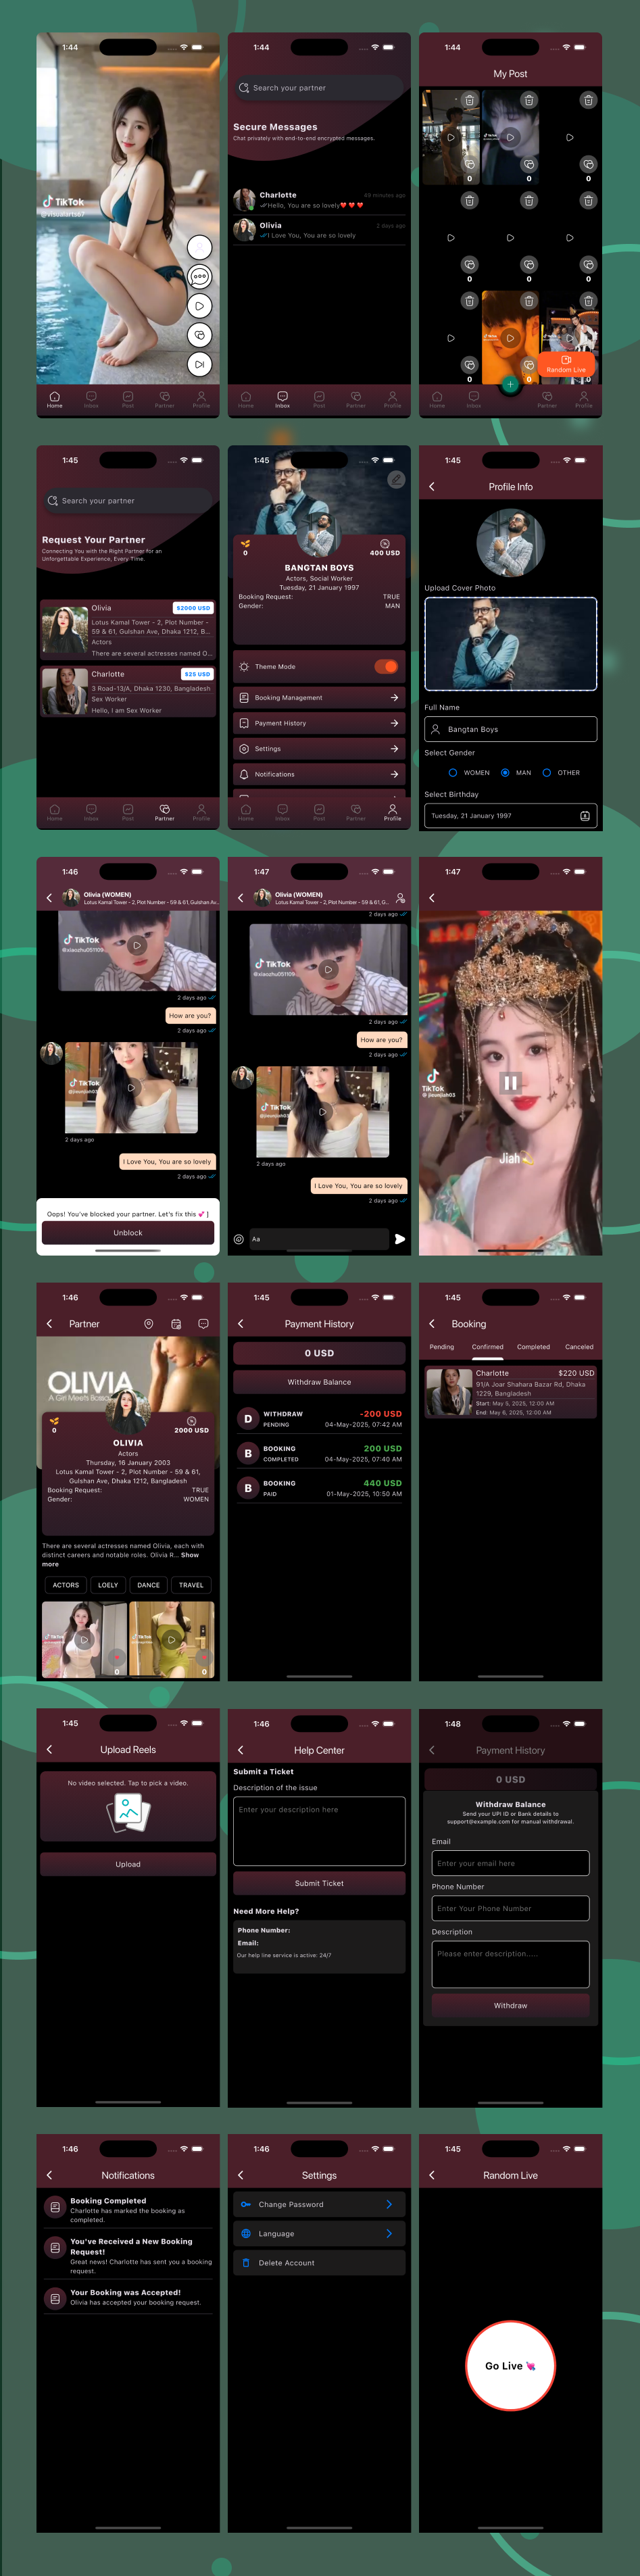 1:44
TikTok
@visualarts67
Home
Inbox
Post
Partner
Profile
1:44
Search your partner
Secure Messages
Chat privately with end-to-end encrypted messages.
Charlotte
49 minutes ago
Hello, You are so lovely❤️❤️❤️
Olivia
2 days ago
I Love You, You are so lovely
Home
Inbox
Post
Partner
Profile
1:44
My Post
0
0
0
0
0
0
0
0
0
Random Live
Home
Inbox
Partner
Profile
1:45
Search your partner
Request Your Partner
Connecting You with the Right Partner for an
Unforgettable Experience, Every Time.
Olivia
$2000 USD
Lotus Kamal Tower - 2, Plot Number -
59 & 61, Gulshan Ave, Dhaka 1212, B...
Actors
There are several actresses named O...
Charlotte
$25 USD
3 Road-13/A, Dhaka 1230, Bangladesh
Sex Worker
Hello, I am Sex Worker
Home
Inbox
Post
Partner
Profile
1:45
0
400 USD
BANGTAN BOYS
Actors, Social Worker
Tuesday, 21 January 1997
Booking Request:
TRUE
Gender:
MAN
Theme Mode
Booking Management
Payment History
Settings
Notifications
Home
Inbox
Post
Partner
Profile
1:45
Profile Info
Upload Cover Photo
Full Name
Bangtan Boys
Select Gender
WOMEN
MAN
OTHER
Select Birthday
Tuesday, 21 January 1997
1:46
Olivia (WOMEN)
Lotus Kamal Tower - 2, Plot Number - 59 & 61, Gulshan Av...
TikTok
@xiaozhu051109
2 days ago
How are you?
2 days ago
TikTok
@jieunjiah03
2 days ago
I Love You, You are so lovely
2 days ago
Oops! You've blocked your partner. Let's fix this 💕 )
Unblock
1:47
Olivia (WOMEN)
Lotus Kamal Tower - 2, Plot Number - 59 & 61, G...
2 days ago
TikTok
@xiaozhu051109
2 days ago
How are you?
2 days ago
TikTok
@jieunjiah03
2 days ago
I Love You, You are so lovely
2 days ago
Aa
1:47
TikTok
@jieunjiah03
Jiah
1:46
Partner
OLIVIA
A Girl Meets Bossa
0
2000 USD
OLIVIA
Actors
Thursday, 16 January 2003
Lotus Kamal Tower - 2, Plot Number - 59 & 61,
Gulshan Ave, Dhaka 1212, Bangladesh
Booking Request:
TRUE
Gender:
WOMEN
There are several actresses named Olivia, each with
distinct careers and notable roles. Olivia R... Show
more
ACTORS
LOELY
DANCE
TRAVEL
TikTok
0
TikTok
0
1:45
Payment History
0 USD
Withdraw Balance
D
WITHDRAW
-200 USD
PENDING
04-May-2025, 07:42 AM
B
BOOKING
200 USD
COMPLETED
04-May-2025, 07:40 AM
B
BOOKING
440 USD
PAID
01-May-2025, 10:50 AM
1:45
Booking
Pending
Confirmed
Completed
Canceled
Charlotte
$220 USD
91/A Joar Shahara Bazar Rd, Dhaka
1229, Bangladesh
Start: May 5, 2025, 12:00 AM
End: May 6, 2025, 12:00 AM
1:45
Upload Reels
No video selected. Tap to pick a video.
Upload
1:46
Help Center
Submit a Ticket
Description of the issue
Enter your description here
Submit Ticket
Need More Help?
Phone Number:
Email:
Our help line service is active: 24/7
1:48
Payment History
0 USD
Withdraw Balance
Send your UPI ID or Bank details to
support@example.com for manual withdrawal.
Email
Enter your email here
Phone Number
Enter Your Phone Number
Description
Please enter description.....
Withdraw
1:46
Notifications
Booking Completed
Charlotte has marked the booking as
completed.
You've Received a New Booking
Request!
Great news! Charlotte has sent you a booking
request.
Your Booking was Accepted!
Olivia has accepted your booking request.
1:46
Settings
Change Password
Language
Delete Account
1:45
Random Live
Go Live 💘